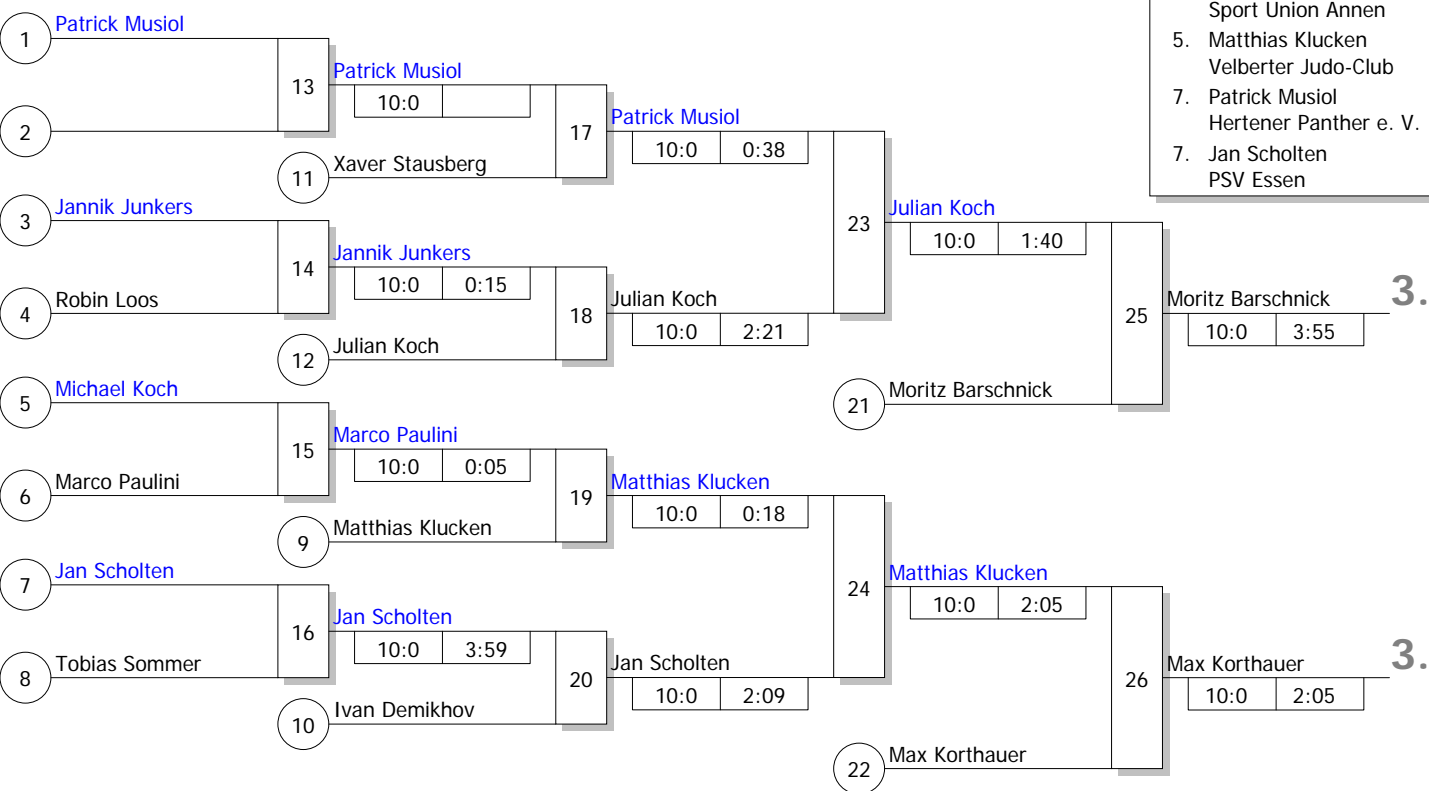 Sport Union Annen
5. Matthias Klucken
Velberter Judo-Club
7. Patrick Musiol
Hertener Panther e. V.
7. Jan Scholten
PSV Essen
1 Patrick Musiol
2
13 Patrick Musiol
10:0
11 Xaver Stausberg
17 Patrick Musiol
10:0 0:38
3 Jannik Junkers
4 Robin Loos
14 Jannik Junkers
10:0 0:15
12 Julian Koch
18 Julian Koch
10:0 2:21
23 Julian Koch
10:0 1:40
21 Moritz Barschnick
25 Moritz Barschnick 3.
10:0 3:55
5 Michael Koch
6 Marco Paulini
15 Marco Paulini
10:0 0:05
9 Matthias Klucken
19 Matthias Klucken
10:0 0:18
7 Jan Scholten
8 Tobias Sommer
16 Jan Scholten
10:0 3:59
10 Ivan Demikhov
20 Jan Scholten
10:0 2:09
24 Matthias Klucken
10:0 2:05
22 Max Korthauer
26 Max Korthauer 3.
10:0 2:05